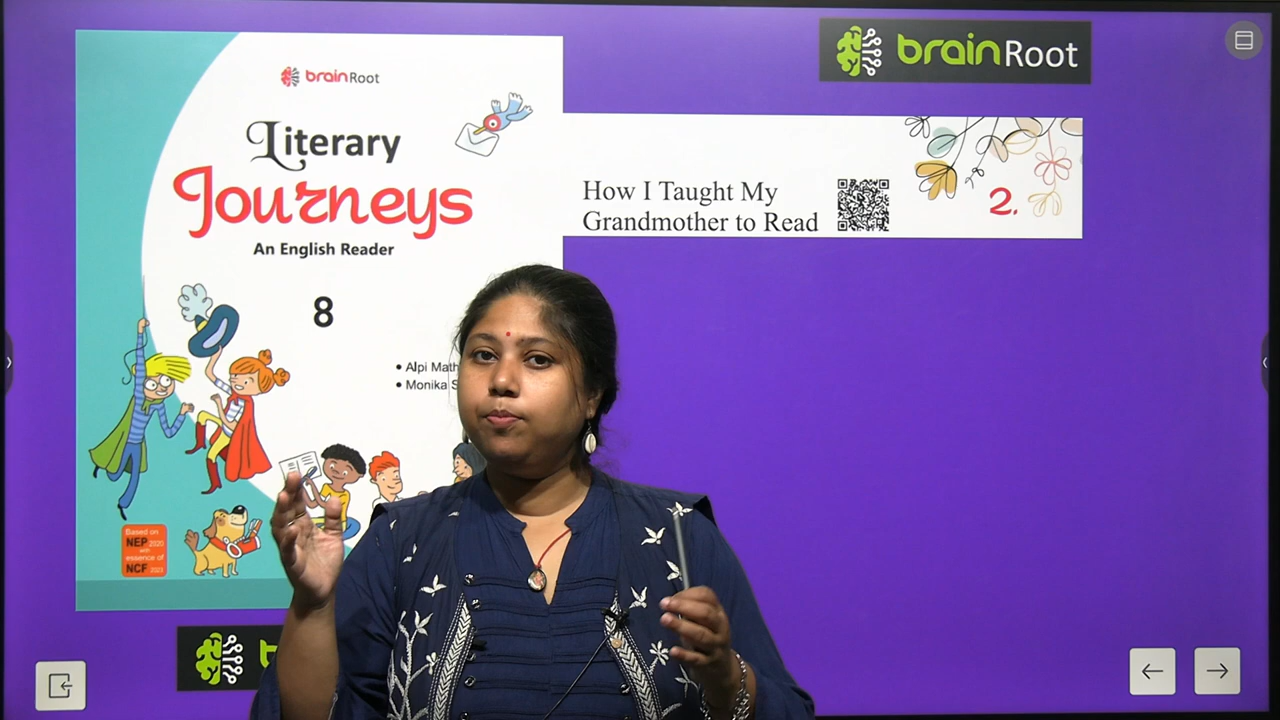 brainRoot
Literary
Journeys
An English Reader
8
• Alpi
• Monika
Based on
NEP 2020
with
essence of
NCF 2023
brainRoot
How I Taught My
Grandmother to Read
2.